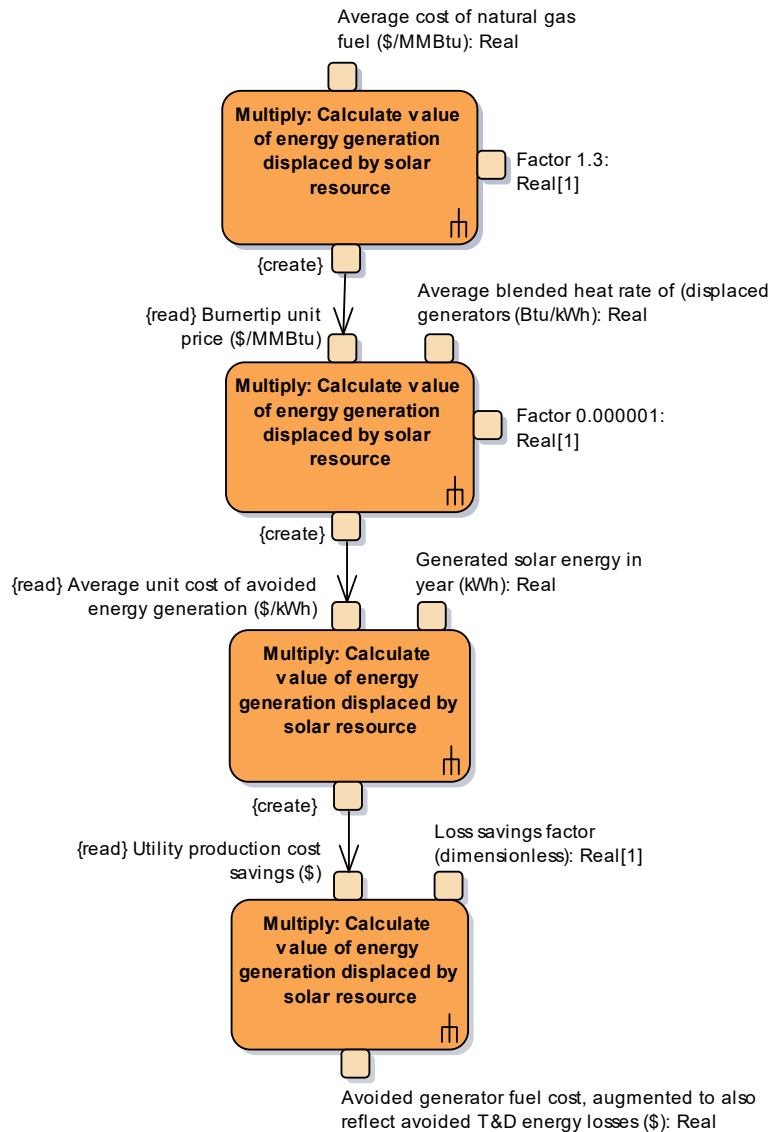 Average cost of natural gas
fuel ($/MMBtu): Real
Multiply: Calculate value
of energy generation
displaced by solar
resource
Factor 1.3:
Real[1]
{create}
{read} Burnertip unit
price ($/MMBtu)
Average blended heat rate of (displaced
generators (Btu/kWh): Real
Multiply: Calculate value
of energy generation
displaced by solar
resource
Factor 0.000001:
Real[1]
{create}
{read} Average unit cost of avoided
energy generation ($/kWh)
Generated solar energy in
year (kWh): Real
Multiply: Calculate
value of energy
generation displaced by
solar resource
{create}
{read} Utility production cost
savings ($)
Loss savings factor
(dimensionless): Real[1]
Multiply: Calculate
value of energy
generation displaced by
solar resource
Avoided generator fuel cost, augmented to also
reflect avoided T&D energy losses ($): Real